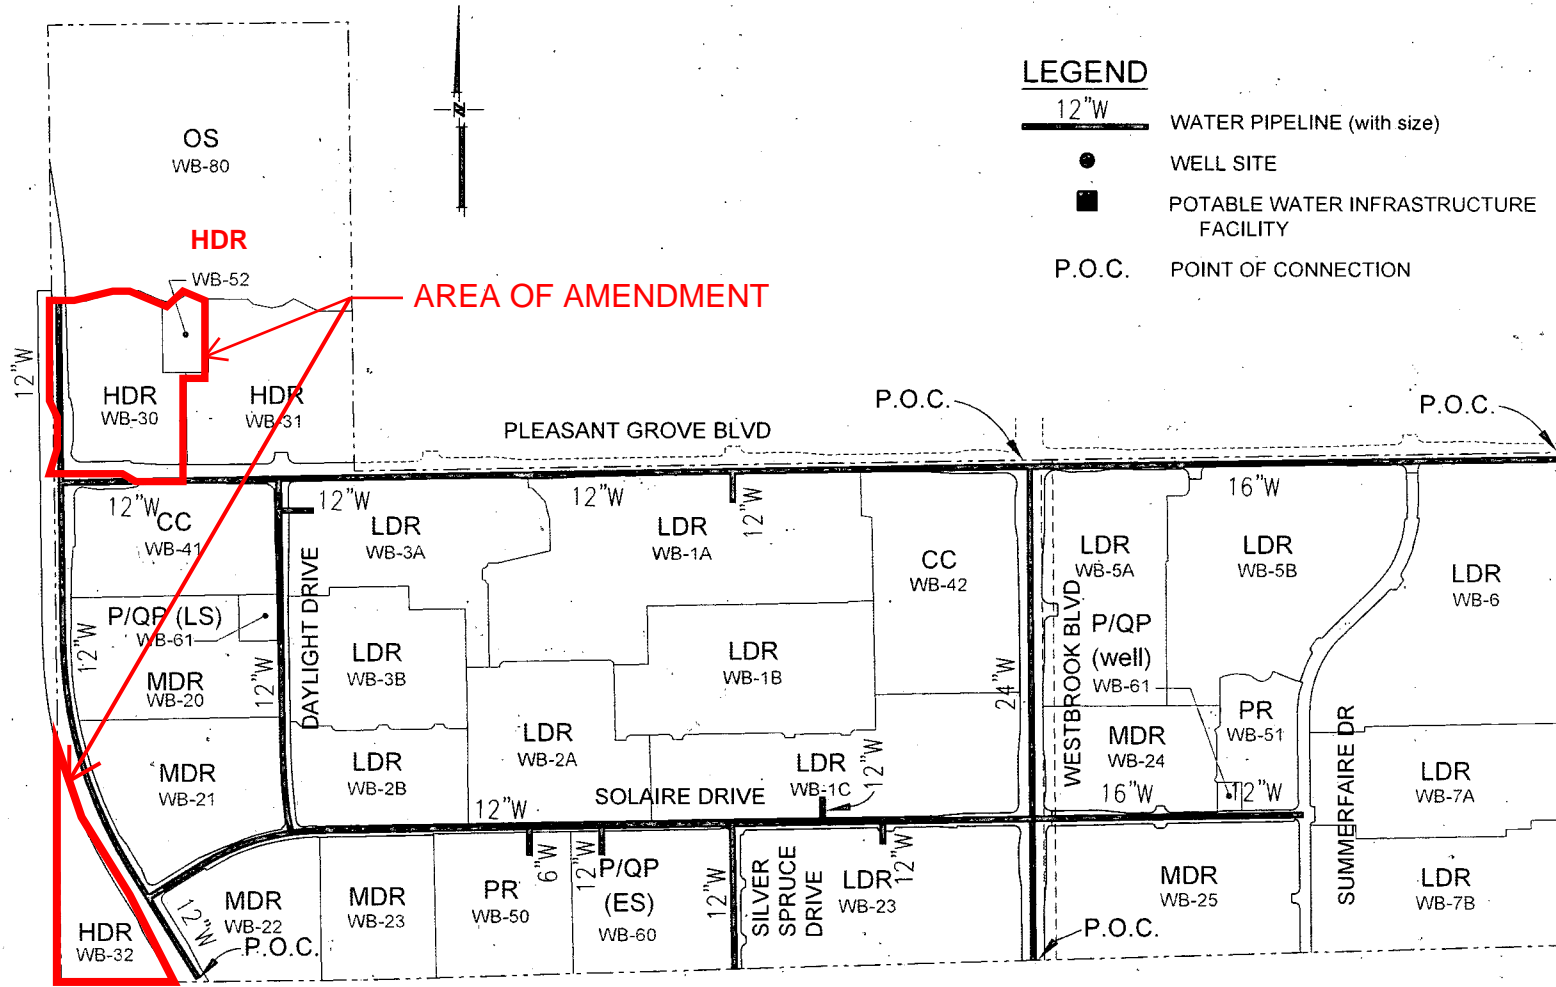 LEGEND
12"W
WATER PIPELINE (with size)
WELL SITE
POTABLE WATER INFRASTRUCTURE
FACILITY
P.O.C.
POINT OF CONNECTION
N
OS
WB-80
HDR
WB-52
AREA OF AMENDMENT
12"W
HDR
WB-30
HDR
WB-31
PLEASANT GROVE BLVD
P.O.C.
P.O.C.
12"W
CC
WB-41
12"W
LDR
WB-3A
12"W
LDR
WB-1A
12"W
CC
WB-42
16"W
LDR
WB-5A
LDR
WB-5B
LDR
WB-6
P/QP (LS)
WB-61
12"W
MDR
WB-20
12"W
DAYLIGHT DRIVE
LDR
WB-3B
LDR
WB-1B
24"W
WESTBROOK BLVD
P/QP
(well)
WB-61
PR
WB-51
SUMMERFAIRE DR
MDR
WB-21
LDR
WB-2B
LDR
WB-2A
LDR
WB-1C
12"W
MDR
WB-24
LDR
WB-7A
12"W
SOLAIRE DRIVE
16"W
12"W
HDR
WB-32
12"W
MDR
WB-22
P.O.C.
MDR
WB-23
PR
WB-50
6"W
12"W
P/QP
(ES)
WB-60
12"W
SILVER
SPRUCE
DRIVE
LDR
WB-23
12"W
P.O.C.
MDR
WB-25
LDR
WB-7B